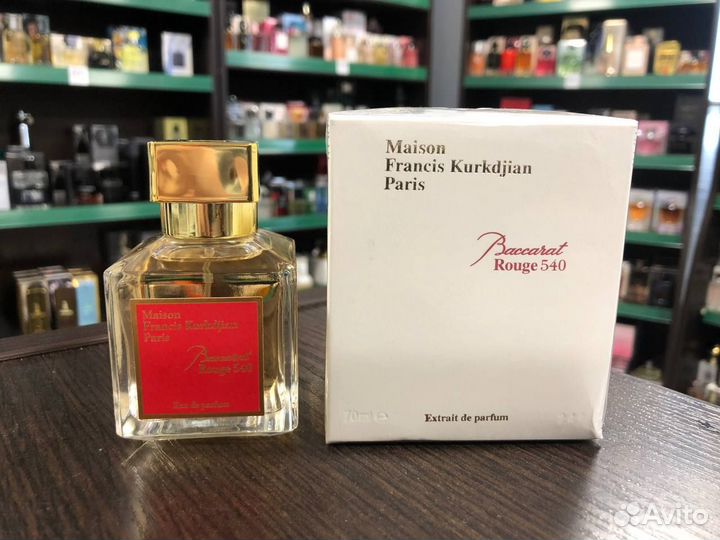 Maison
Francis Kurkdjian
Paris
Baccarat
Rouge 540
Eau de parfum
Maison
Francis Kurkdjian
Paris
Baccarat
Rouge 540
70ml e
Extrait de parfum
Avito